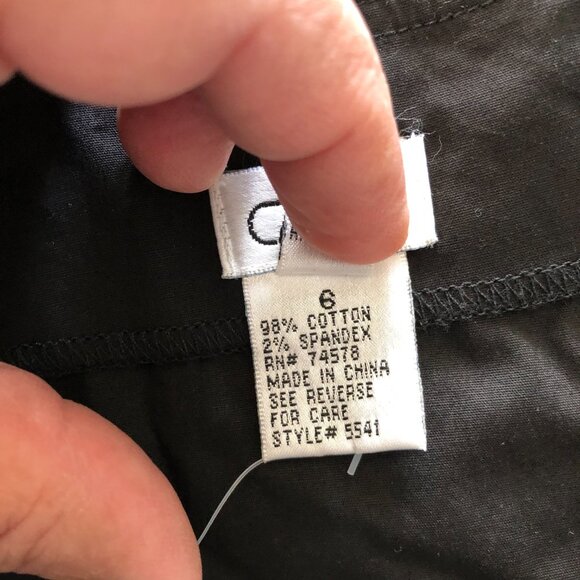 6
98% COTTON
2% SPANDEX
RN# 74578
MADE IN CHINA
SEE REVERSE
FOR CARE
STYLE# 5541